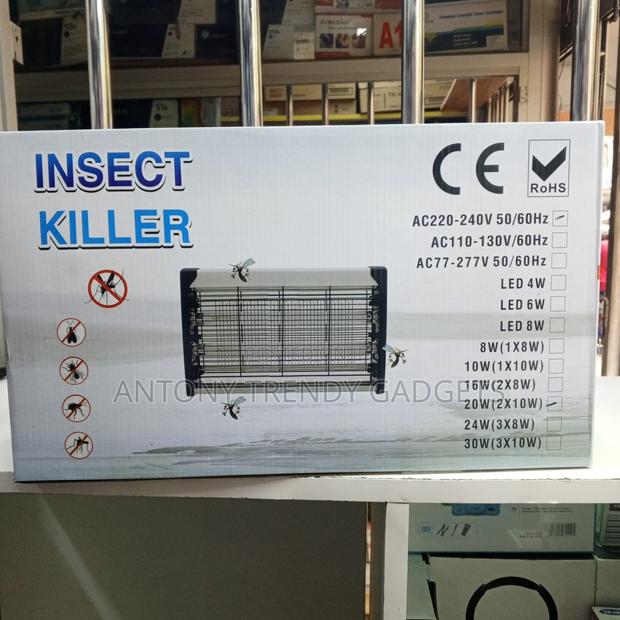 INSECT
KILLER
CE
RoHS
AC220-240V 50/60Hz
AC110-130V/60Hz
AC77-277V 50/60Hz
LED 4W
LED 6W
LED 8W
8W(1X8W)
10W(1X10W)
16W(2X8W)
20W(2X10W)
24W(3X8W)
30W(3X10W)
ANTONY TRENDY GADGETS